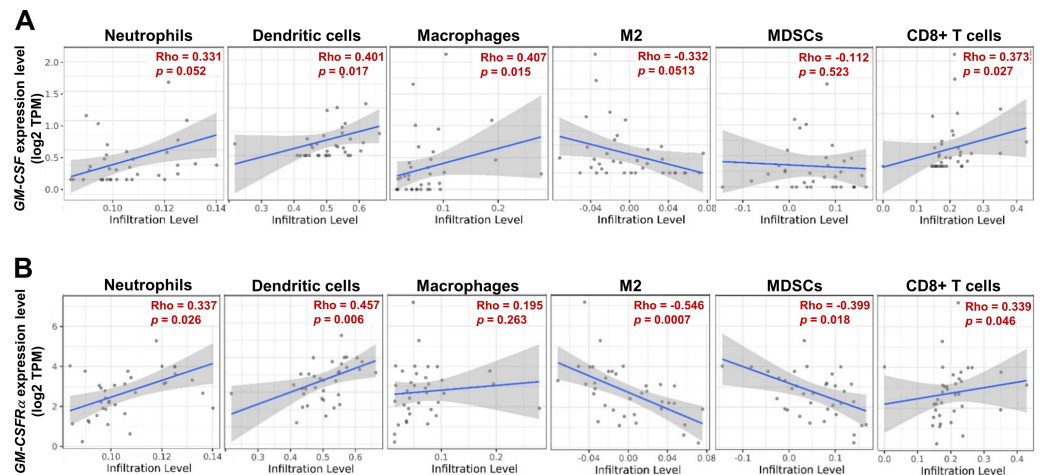 A
Neutrophils
Dendritic cells
Macrophages
M2
MDSCs
CD8+ T cells
GM-CSF expression level
(log2 TPM)
2.0
1.5
1.0
0.5
0.0
Rho = 0.331
p = 0.052
Rho = 0.401
p = 0.017
Rho = 0.407
p = 0.015
Rho = -0.332
p = 0.0513
Rho = -0.112
p = 0.523
Rho = 0.373
p = 0.027
0.10 0.12 0.14
0.3 0.4 0.5 0.6
0.1 0.2
-0.04 0.00 0.04 0.08
-0.1 0.0 0.1
0.0 0.1 0.2 0.3 0.4
Infiltration Level
Infiltration Level
Infiltration Level
Infiltration Level
Infiltration Level
Infiltration Level
B
Neutrophils
Dendritic cells
Macrophages
M2
MDSCs
CD8+ T cells
GM-CSFRα expression level
(log2 TPM)
6
4
2
0
Rho = 0.337
p = 0.026
Rho = 0.457
p = 0.006
Rho = 0.195
p = 0.263
Rho = -0.546
p = 0.0007
Rho = -0.399
p = 0.018
Rho = 0.339
p = 0.046
0.10 0.12 0.14
0.3 0.4 0.5 0.6
0.1 0.2
-0.04 0.00 0.04 0.08
-0.1 0.0 0.1
0.0 0.1 0.2 0.3 0.4
Infiltration Level
Infiltration Level
Infiltration Level
Infiltration Level
Infiltration Level
Infiltration Level